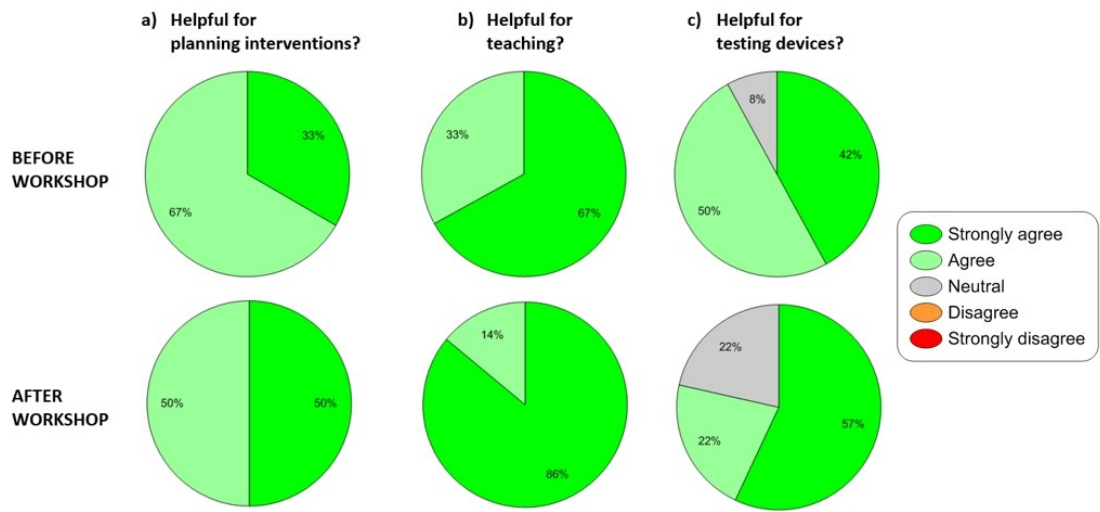 a) Helpful for
planning interventions?
b) Helpful for
teaching?
c) Helpful for
testing devices?
BEFORE
WORKSHOP
33%
67%
33%
67%
8%
42%
50%
Strongly agree
Agree
Neutral
Disagree
Strongly disagree
AFTER
WORKSHOP
50%
50%
14%
86%
22%
22%
57%